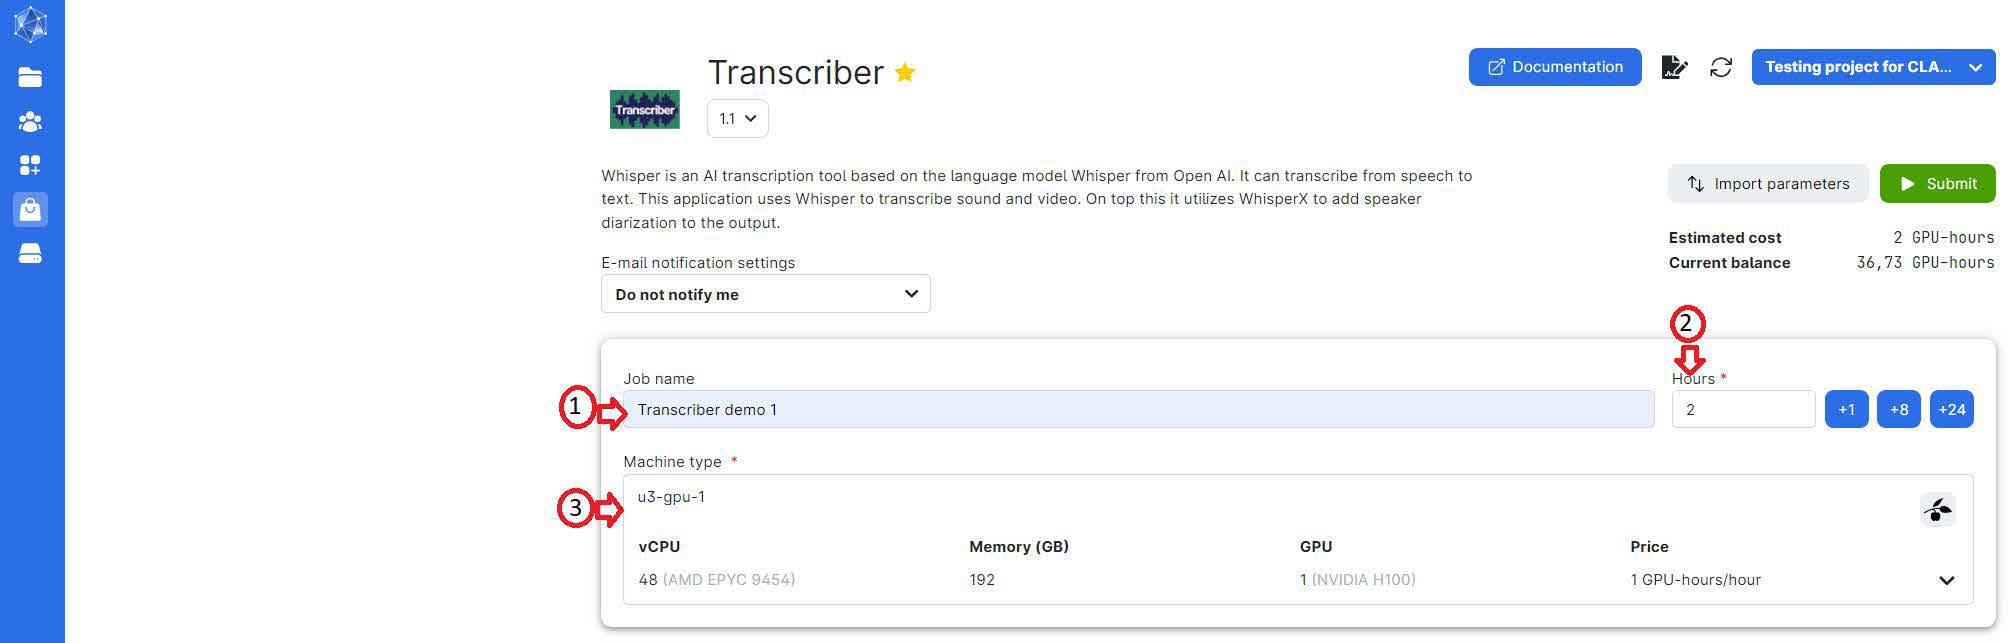 Transcriber
Documentation
Testing project for CLA...
Transcriber
1.1
Whisper is an AI transcription tool based on the language model Whisper from Open AI. It can transcribe from speech to
text. This application uses Whisper to transcribe sound and video. On top this it utilizes WhisperX to add speaker
diarization to the output.
Import parameters
Submit
Estimated cost 2 GPU-hours
Current balance 36,73 GPU-hours
E-mail notification settings
Do not notify me
2
Job name
Hours *
1
Transcriber demo 1
2
+1
+8
+24
Machine type *
3
u3-gpu-1
vCPU Memory (GB) GPU Price
48 (AMD EPYC 9454) 192 1 (NVIDIA H100) 1 GPU-hours/hour